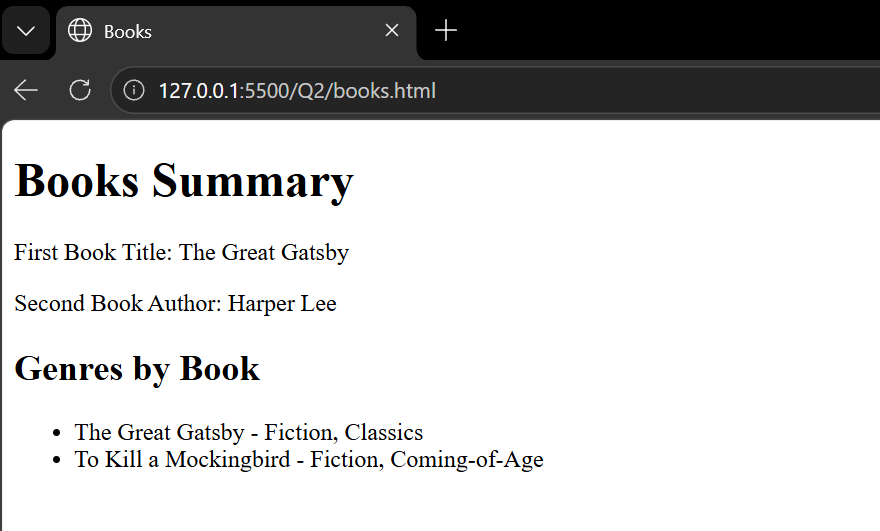 Books
127.0.0.1:5500/Q2/books.html
Books Summary
First Book Title: The Great Gatsby
Second Book Author: Harper Lee
Genres by Book
• The Great Gatsby - Fiction, Classics
• To Kill a Mockingbird - Fiction, Coming-of-Age